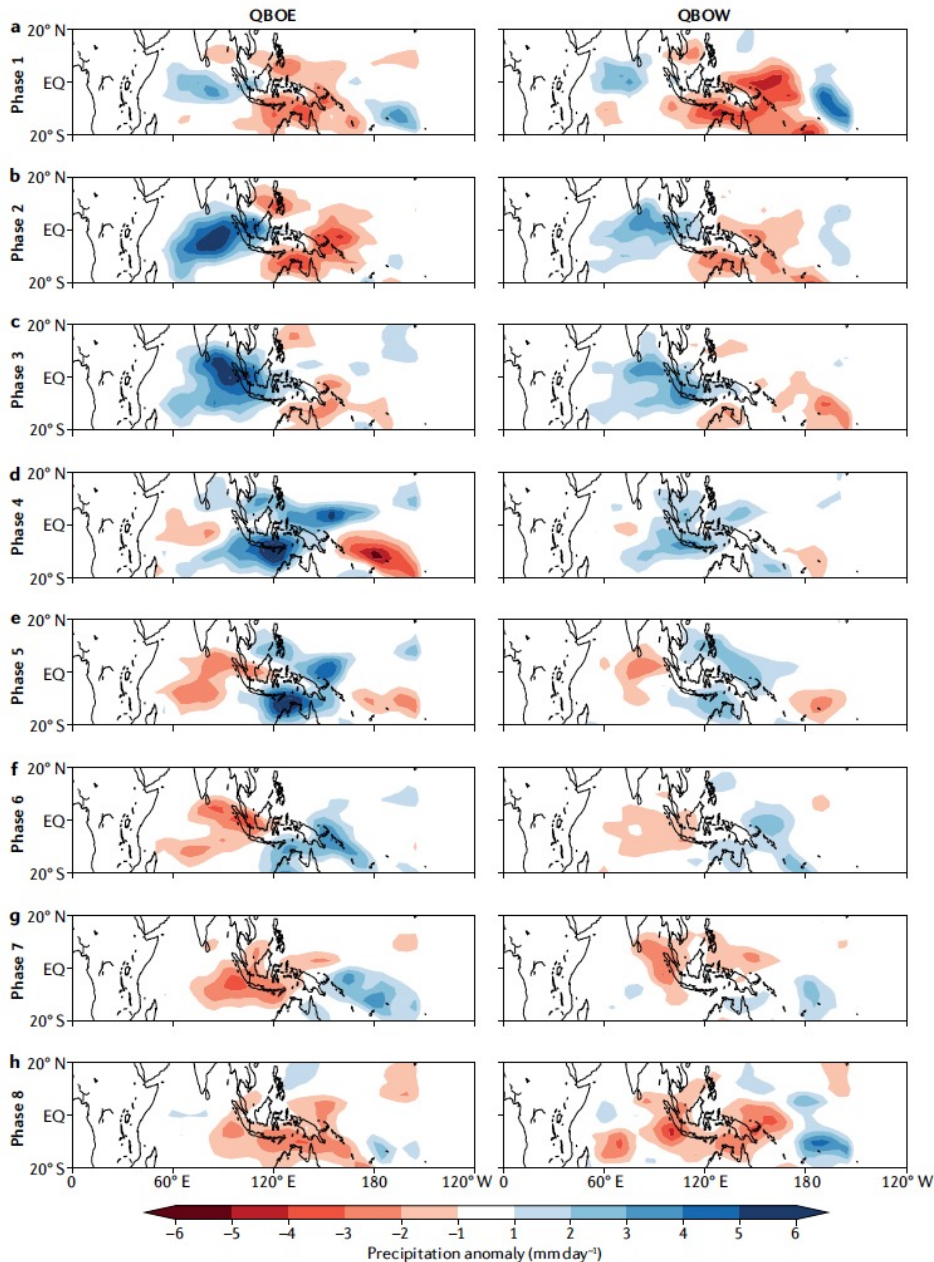 QBOE QBOW
a
Phase 1
20° N
EQ
20° S
b
Phase 2
20° N
EQ
20° S
c
Phase 3
20° N
EQ
20° S
d
Phase 4
20° N
EQ
20° S
e
Phase 5
20° N
EQ
20° S
f
Phase 6
20° N
EQ
20° S
g
Phase 7
20° N
EQ
20° S
h
Phase 8
20° N
EQ
20° S
0 60° E 120° E 180 120° W 0 60° E 120° E 180 120° W
−6 −5 −4 −3 −2 −1 1 2 3 4 5 6
Precipitation anomaly (mm day⁻¹)